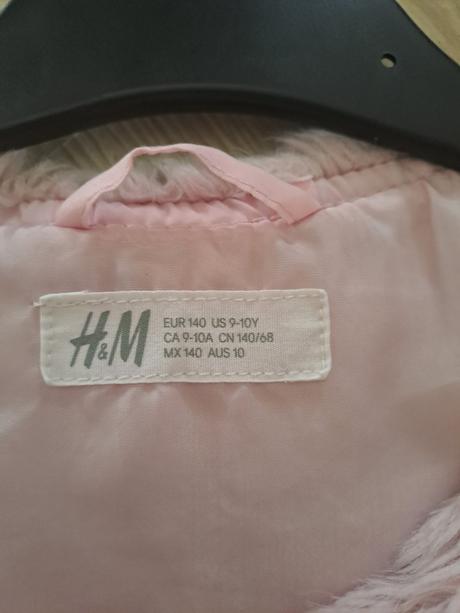 H&M
EUR 140 US 9-10Y
CA 9-10A CN 140/68
MX 140 AUS 10